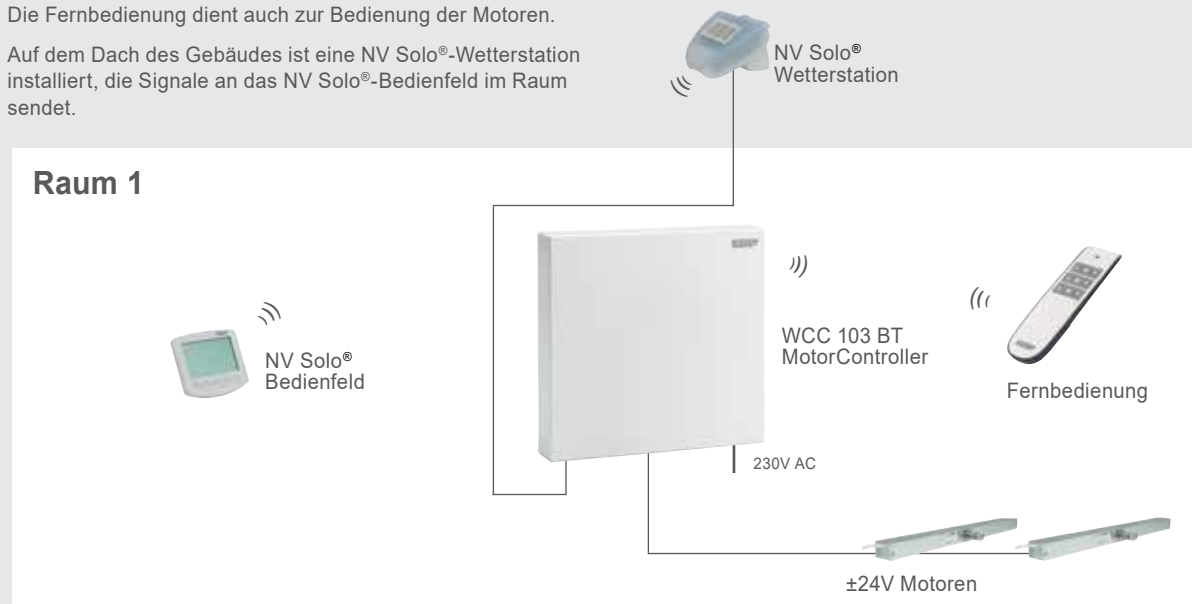 Die Fernbedienung dient auch zur Bedienung der Motoren.
Auf dem Dach des Gebäudes ist eine NV Solo®-Wetterstation
installiert, die Signale an das NV Solo®-Bedienfeld im Raum
sendet.
NV Solo®
Wetterstation
Raum 1
NV Solo®
Bedienfeld
WCC 103 BT
MotorController
Fernbedienung
230V AC
±24V Motoren